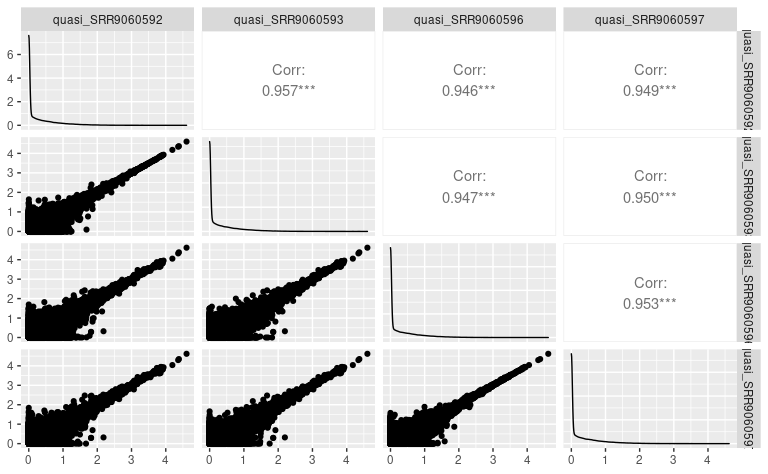 quasi_SRR9060592
quasi_SRR9060593
quasi_SRR9060596
quasi_SRR9060597
6
4
2
0
Corr:
0.957***
Corr:
0.946***
Corr:
0.949***
4
3
2
1
0
Corr:
0.947***
Corr:
0.950***
4
3
2
1
0
Corr:
0.953***
4
3
2
1
0
0 1 2 3 4
0 1 2 3 4
0 1 2 3 4
0 1 2 3 4